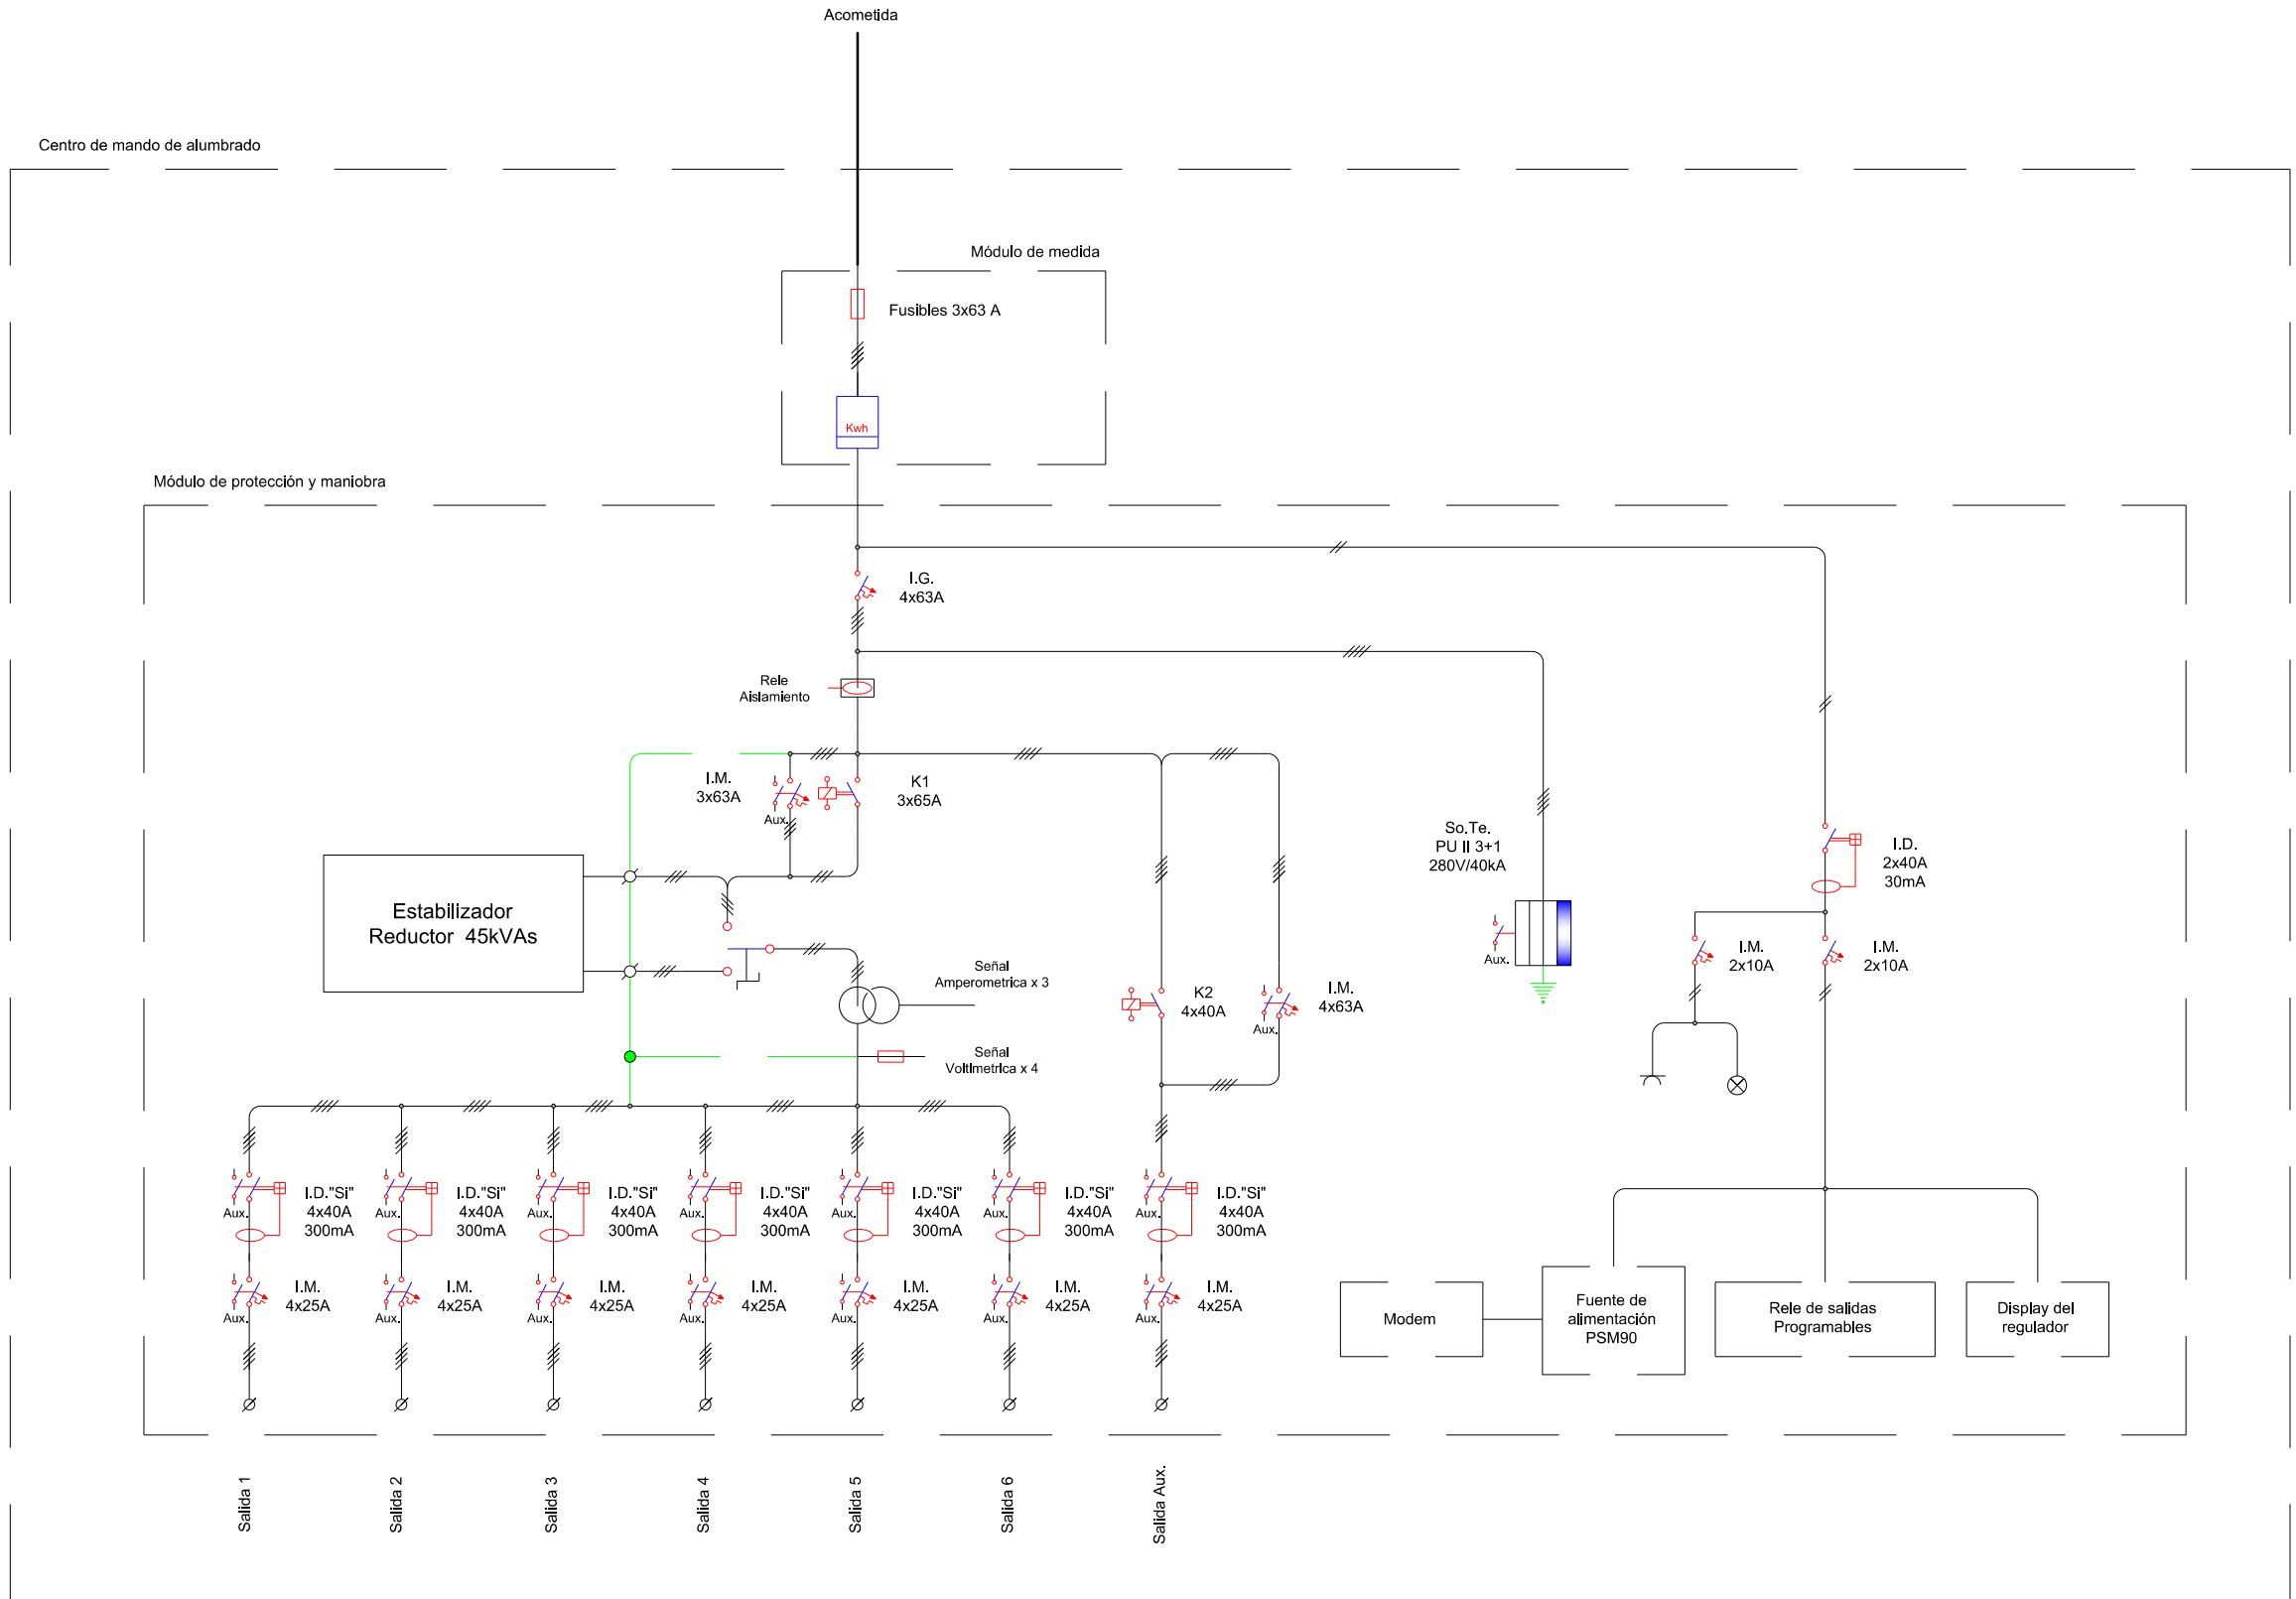 Acometida
Centro de mando de alumbrado
Módulo de medida
Fusibles 3x63 A
Kwh
Módulo de protección y maniobra
I.G.
4x63A
Rele
Aislamiento
I.M.
3x63A
Aux.
K1
3x65A
So.Te.
PU II 3+1
280V/40kA
Aux.
I.D.
2x40A
30mA
Estabilizador
Reductor 45kVAs
I.M.
2x10A
I.M.
2x10A
Señal
Amperometrica x 3
K2
4x40A
I.M.
4x63A
Aux.
Señal
Voltimetrica x 4
I.D."Si"
4x40A
300mA
Aux.
I.D."Si"
4x40A
300mA
Aux.
I.D."Si"
4x40A
300mA
Aux.
I.D."Si"
4x40A
300mA
Aux.
I.D."Si"
4x40A
300mA
Aux.
I.D."Si"
4x40A
300mA
Aux.
I.D."Si"
4x40A
300mA
Aux.
I.M.
4x25A
Aux.
I.M.
4x25A
Aux.
I.M.
4x25A
Aux.
I.M.
4x25A
Aux.
I.M.
4x25A
Aux.
I.M.
4x25A
Aux.
I.M.
4x25A
Aux.
Modem
Fuente de
alimentación
PSM90
Rele de salidas
Programables
Display del
regulador
Salida 1
Salida 2
Salida 3
Salida 4
Salida 5
Salida 6
Salida Aux.